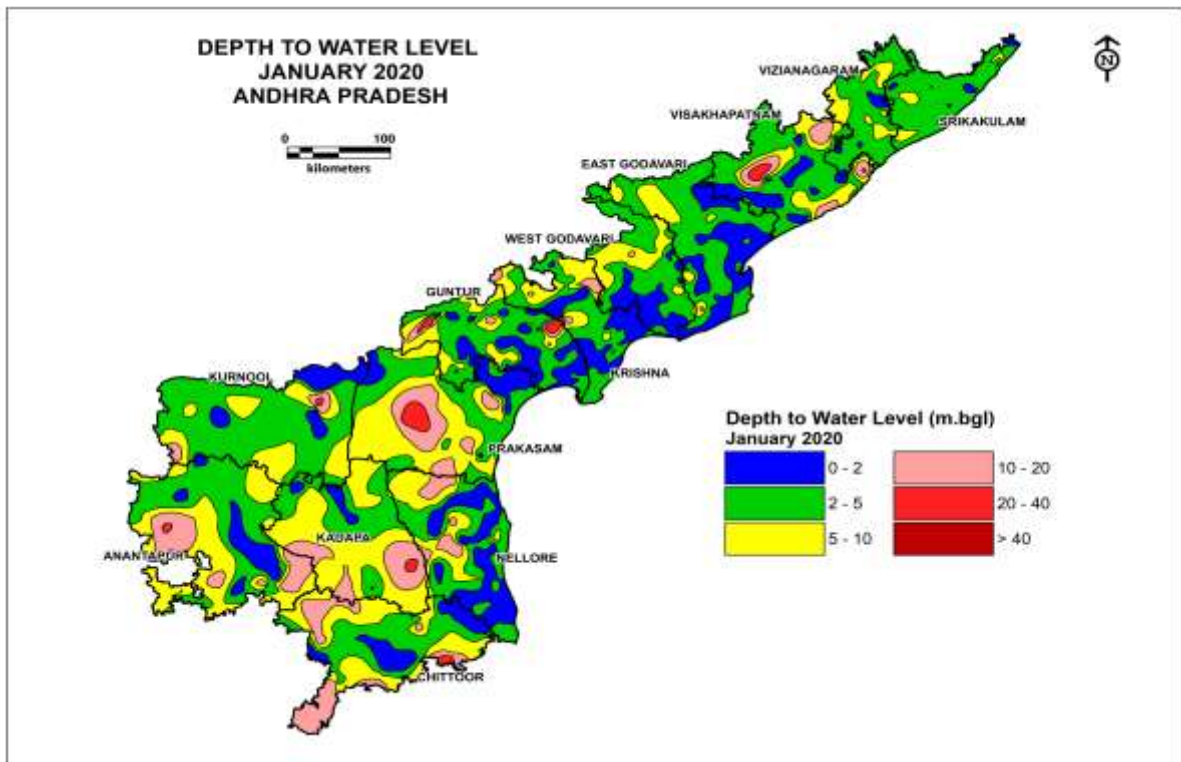 DEPTH TO WATER LEVEL
JANUARY 2020
ANDHRA PRADESH
0 100
kilometers
N
VIZIANAGARAM
VISAKHAPATNAM
SRIKAKULAM
EAST GODAVARI
WEST GODAVARI
GUNTUR
KRISHNA
KURNOOL
PRAKASAM
KADAPA
ANANTAPUR
NELLORE
CHITTOOR
Depth to Water Level (m.bgl)
January 2020
0 - 2
10 - 20
2 - 5
20 - 40
5 - 10
> 40